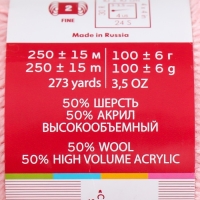 2
FINE
Made in Russia
250 ± 15 м 100 ± 6 г
250 ± 15 m 100 ± 6 g
273 yards 3,5 OZ
50% ШЕРСТЬ
50% АКРИЛ
ВЫСОКООБЪЕМНЫЙ
50% WOOL
50% HIGH VOLUME ACRYLIC